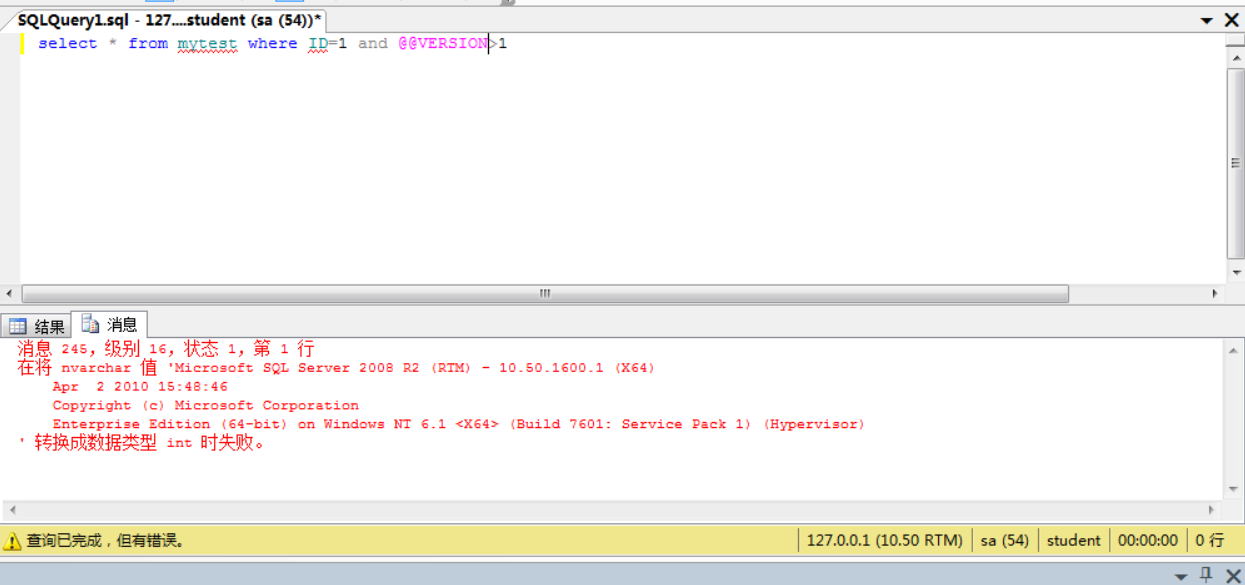 SQLQuery1.sql - 127....student (sa (54))*
select * from mytest where ID=1 and @@VERSION>1
结果 消息
消息 245，级别 16，状态 1，第 1 行
在将 nvarchar 值 'Microsoft SQL Server 2008 R2 (RTM) - 10.50.1600.1 (X64)
Apr  2 2010 15:48:46
Copyright (c) Microsoft Corporation
Enterprise Edition (64-bit) on Windows NT 6.1 <X64> (Build 7601: Service Pack 1) (Hypervisor)
' 转换成数据类型 int 时失败。
查询已完成，但有错误。 127.0.0.1 (10.50 RTM) sa (54) student 00:00:00 0 行